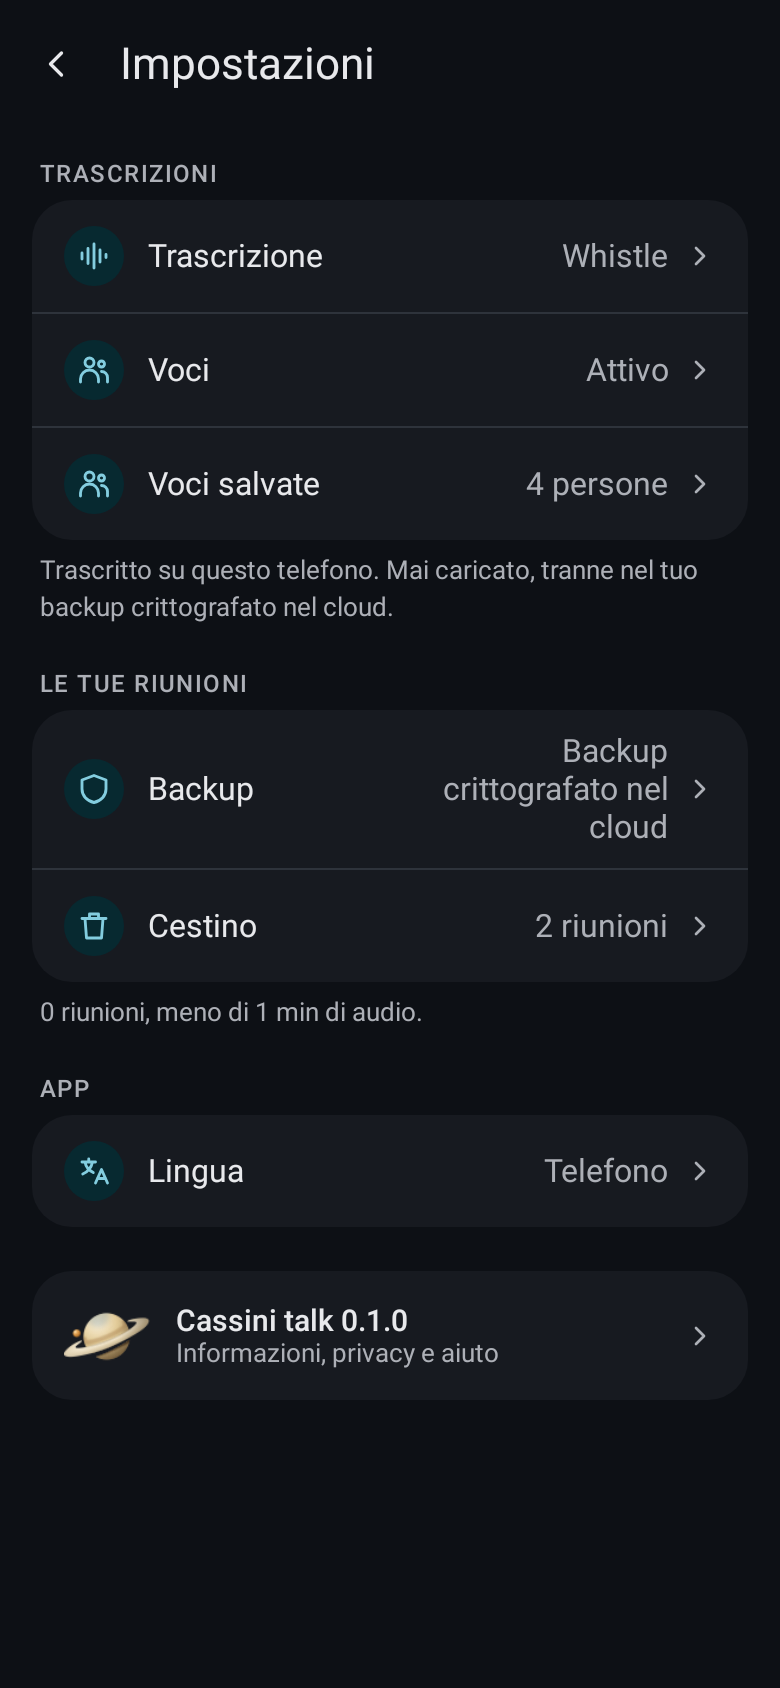 Impostazioni
TRASCRIZIONI
Trascrizione Whistle
Voci Attivo
Voci salvate 4 persone
Trascritto su questo telefono. Mai caricato, tranne nel tuo
backup crittografato nel cloud.
LE TUE RIUNIONI
Backup Backup
crittografato nel
cloud
Cestino 2 riunioni
0 riunioni, meno di 1 min di audio.
APP
Lingua Telefono
Cassini talk 0.1.0
Informazioni, privacy e aiuto